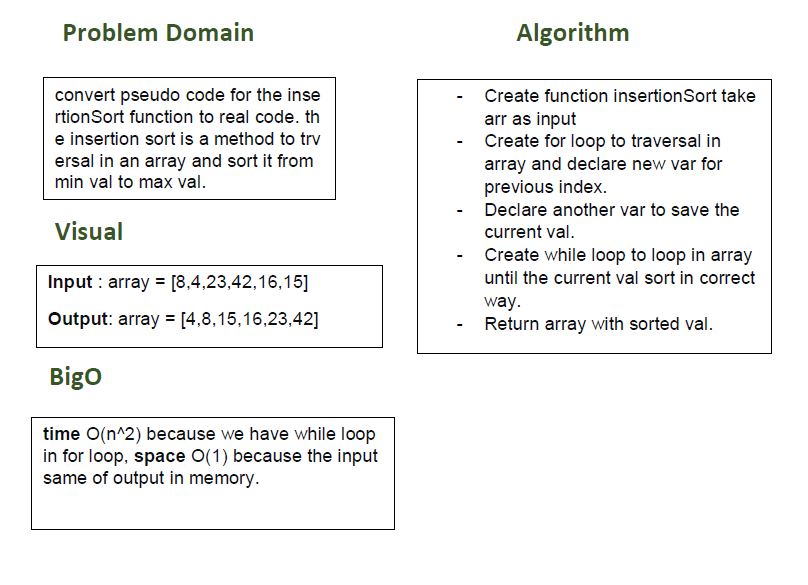 Problem Domain
convert pseudo code for the inse
rtionSort function to real code. th
e insertion sort is a method to trv
ersal in an array and sort it from
min val to max val.
Visual
Input : array = [8,4,23,42,16,15]
Output: array = [4,8,15,16,23,42]
BigO
time O(n^2) because we have while loop
in for loop, space O(1) because the input
same of output in memory.
Algorithm
- Create function insertionSort take
arr as input
- Create for loop to traversal in
array and declare new var for
previous index.
- Declare another var to save the
current val.
- Create while loop to loop in array
until the current val sort in correct
way.
- Return array with sorted val.